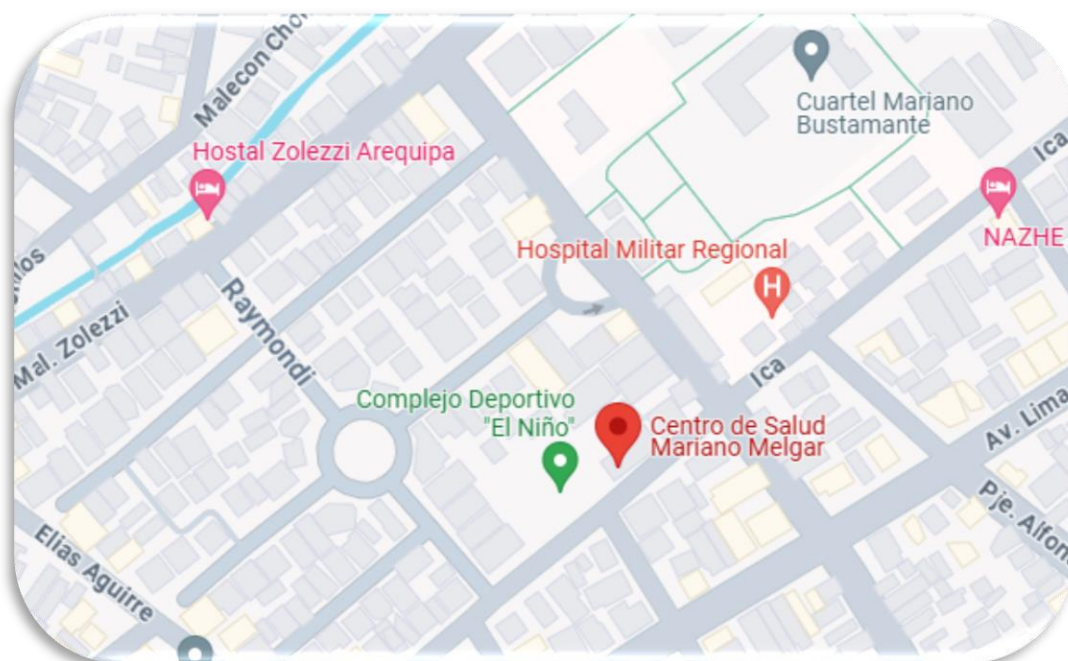 Malecon Cho
Cuartel Mariano
Bustamante
Ica
Hostal Zolezzi Arequipa
NAZHE
Hospital Militar Regional
H
Raymondi
Mal. Zolezzi
Ica
Complejo Deportivo
"El Niño"
Centro de Salud
Mariano Melgar
Av. Lima
Pje. Alfon
Elias Aguirre